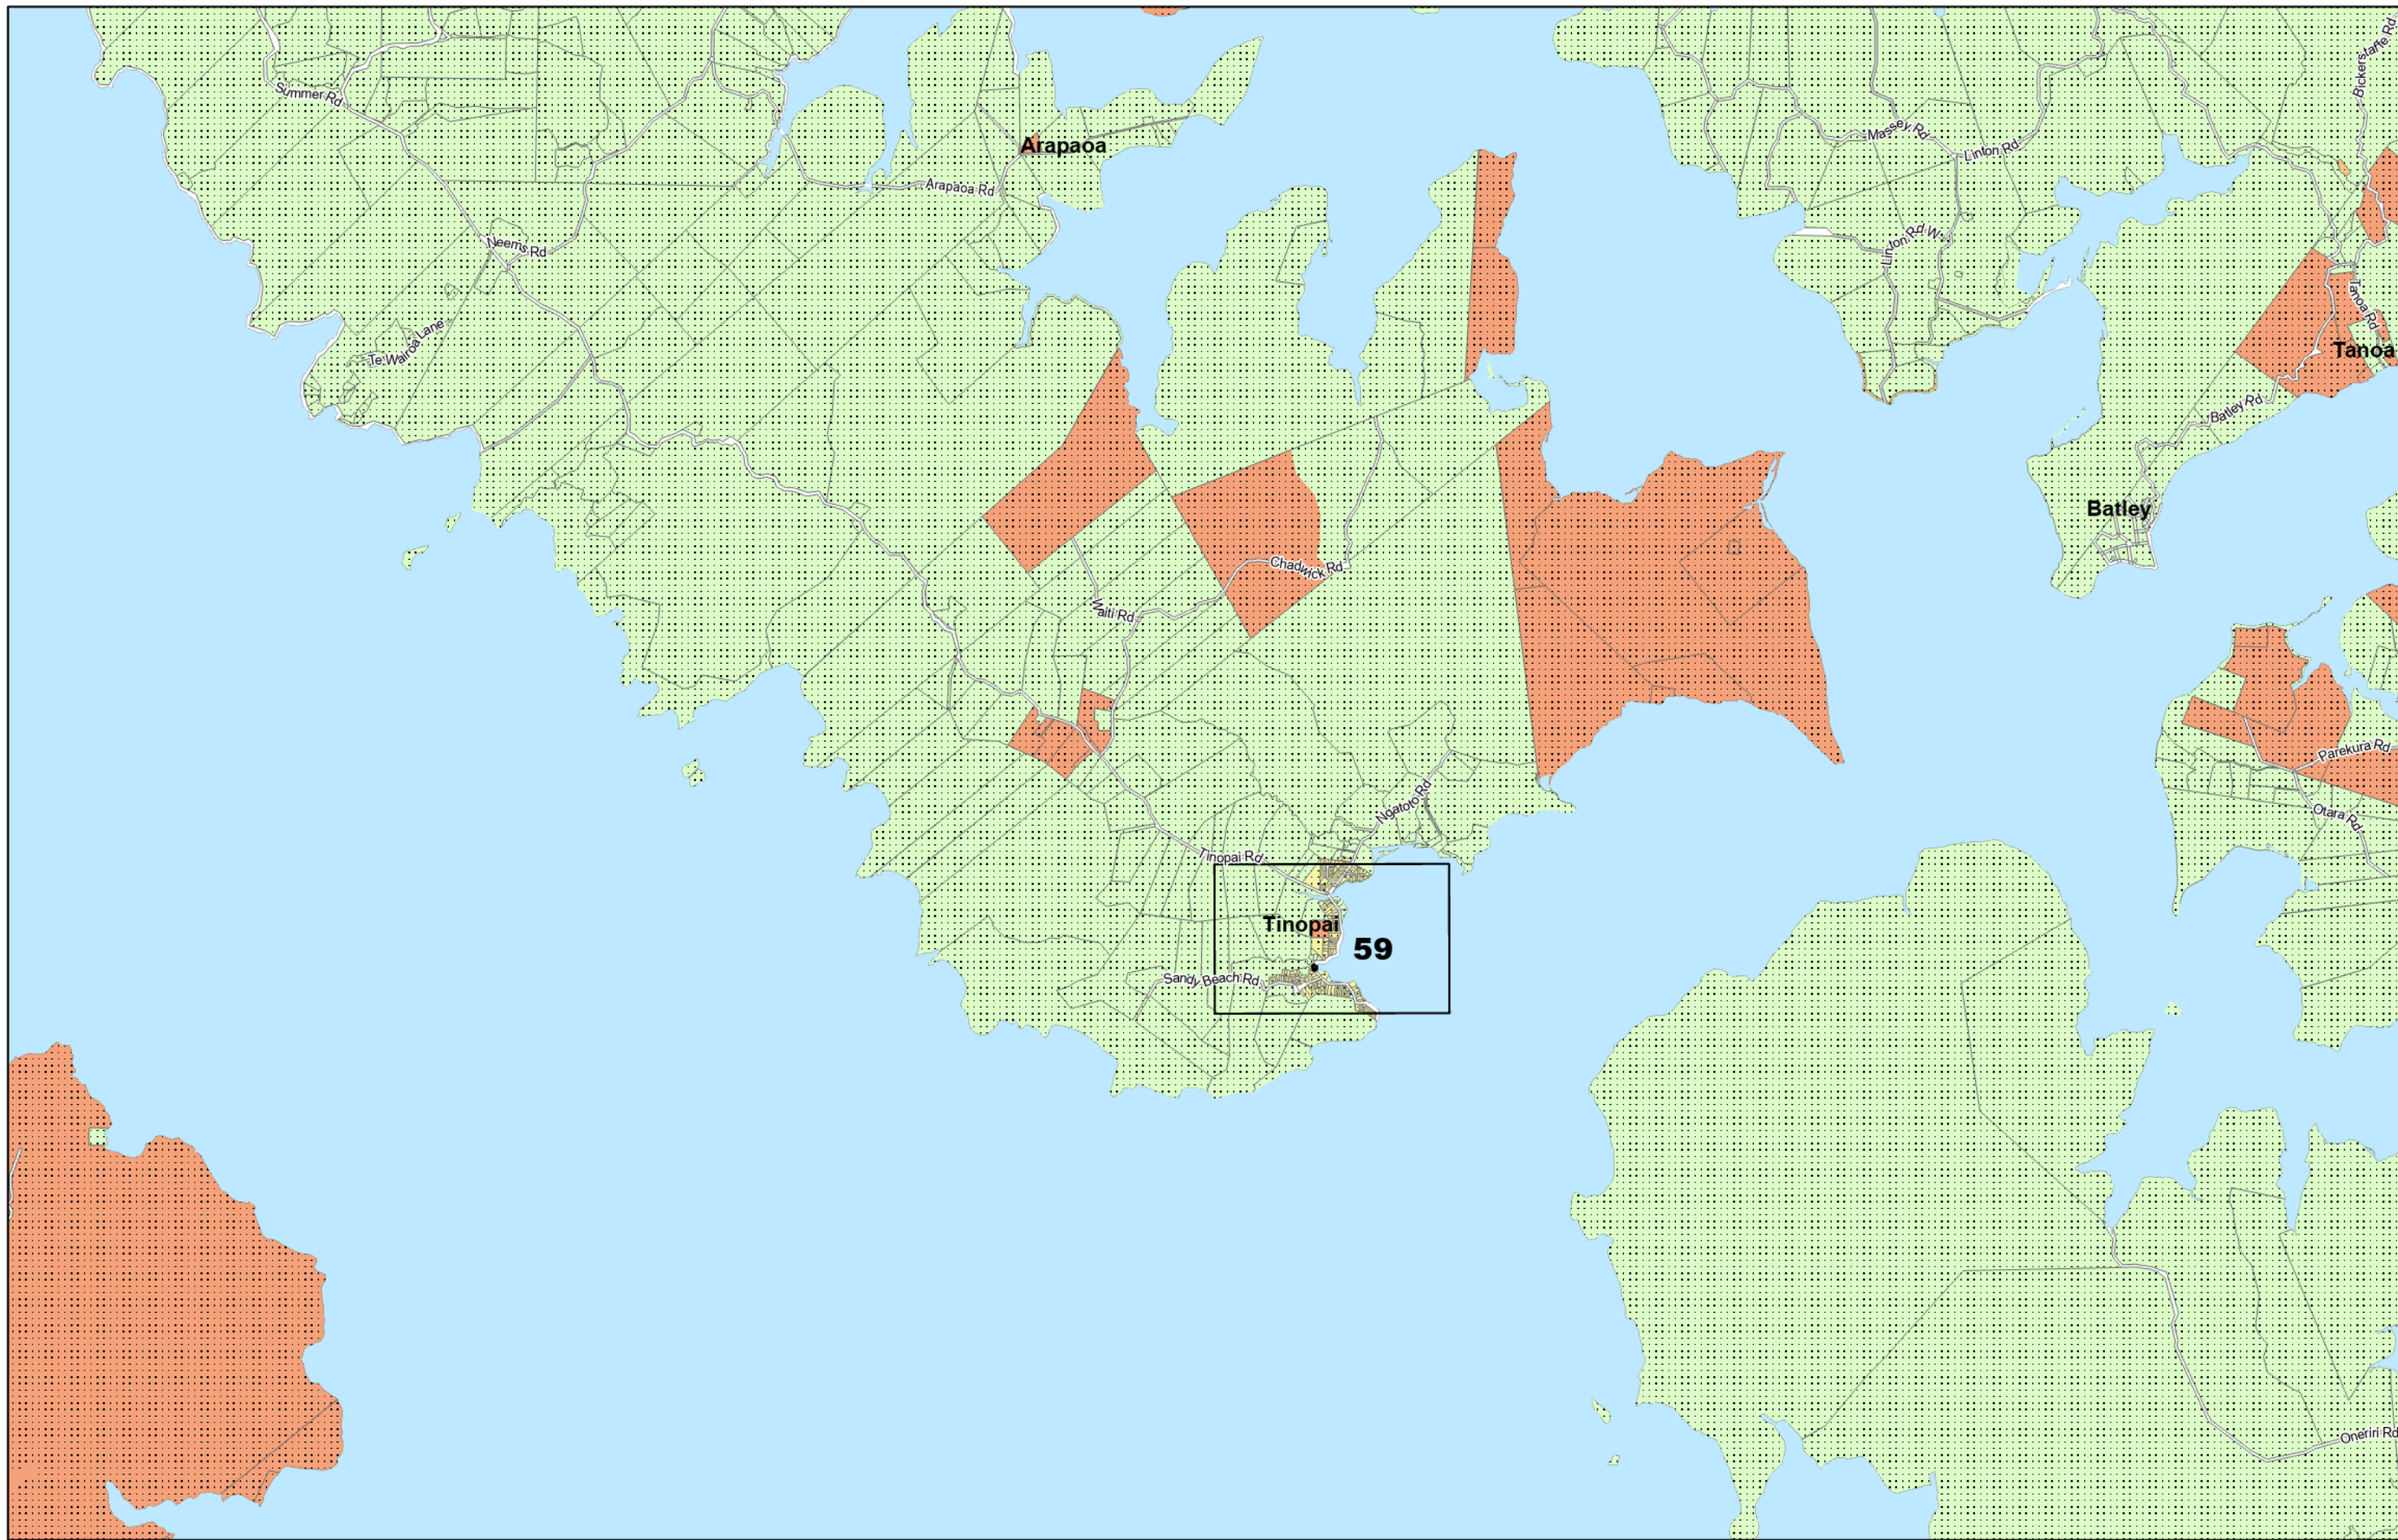 Bickerstaffe Rd
Summer Rd
Massey Rd
Arapaoa
Linton Rd
Arapaoa Rd
Linton Rd W
Neems Rd
Tanoa Rd
Te Wairoa Lane
Tanoa
Batley Rd
Batley
Chadwick Rd
Waiti Rd
Parekura Rd
Ngatoto Rd
Otara Rd
Tinopai Rd
Tinopai
59
Sandy Beach Rd
Oneriri Rd